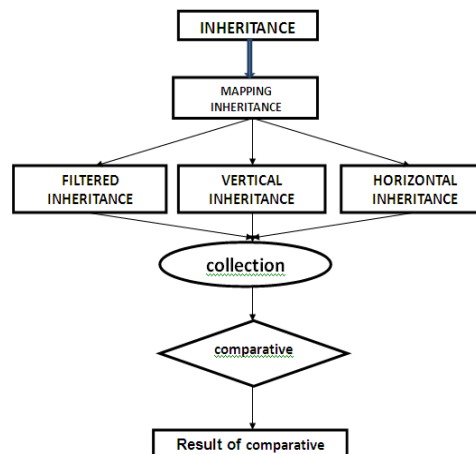 INHERITANCE
MAPPING
INHERITANCE
FILTERED
INHERITANCE
VERTICAL
INHERITANCE
HORIZONTAL
INHERITANCE
collection
comparative
Result of comparative